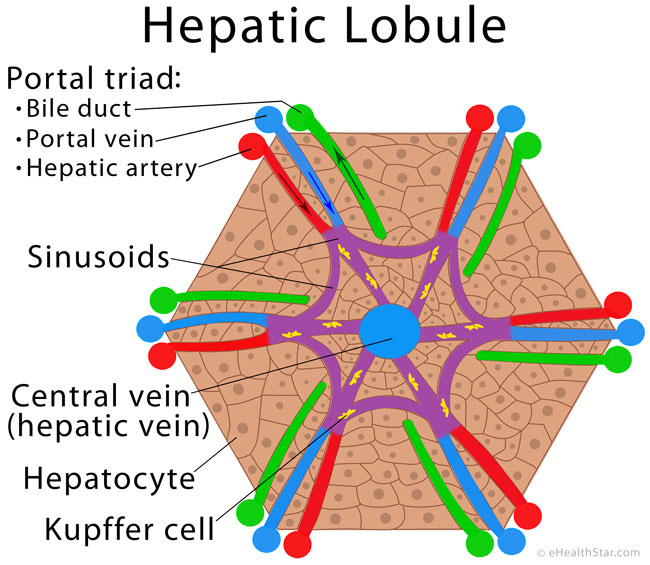 Hepatic Lobule
Portal triad:
·Bile duct
·Portal vein
·Hepatic artery
Sinusoids
Central vein
(hepatic vein)
Hepatocyte
Kupffer cell
© eHealthStar.com